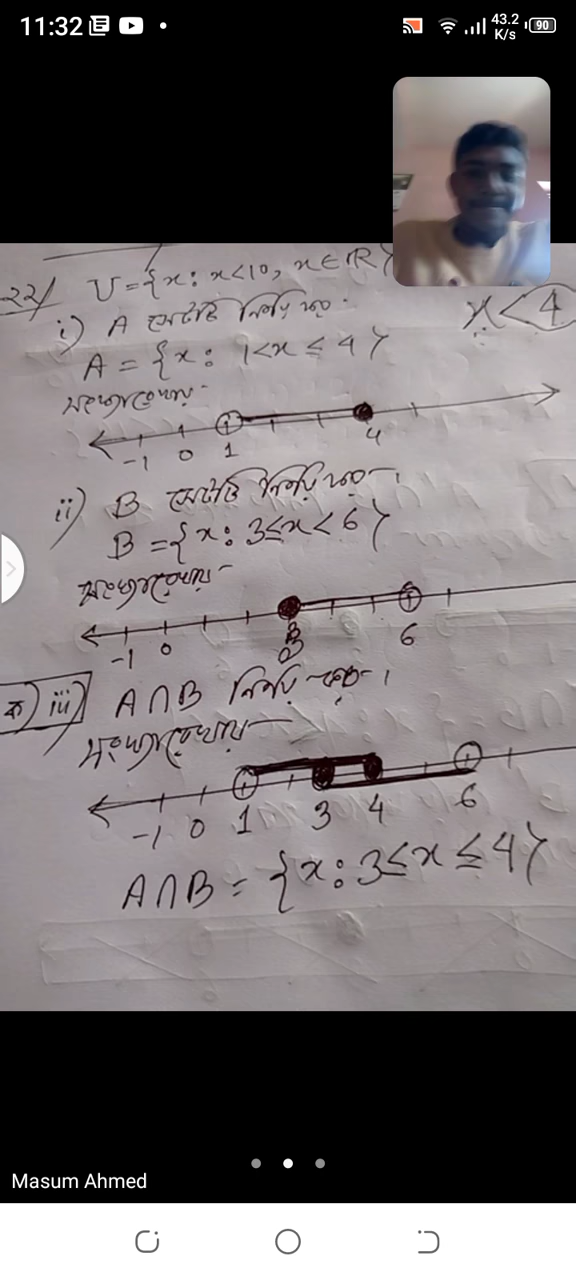 11:32
43.2
K/s
90
২২/ U={x: x<10, x∈R}
x<4
i) A সেটটি নির্ণয় কর।
A = {x: 1<x≤4}
সংখ্যারেখায়-
-1 0 1 4
ii) B সেটটি নির্ণয় কর-।
B={x: 3≤x<6}
সংখ্যারেখায়-
-1 0 3 6
ক) iii) A∩B নির্ণয় কর-।
সংখ্যারেখায়-
-1 0 1 3 4 6
A∩B = {x: 3≤x≤4}
Masum Ahmed